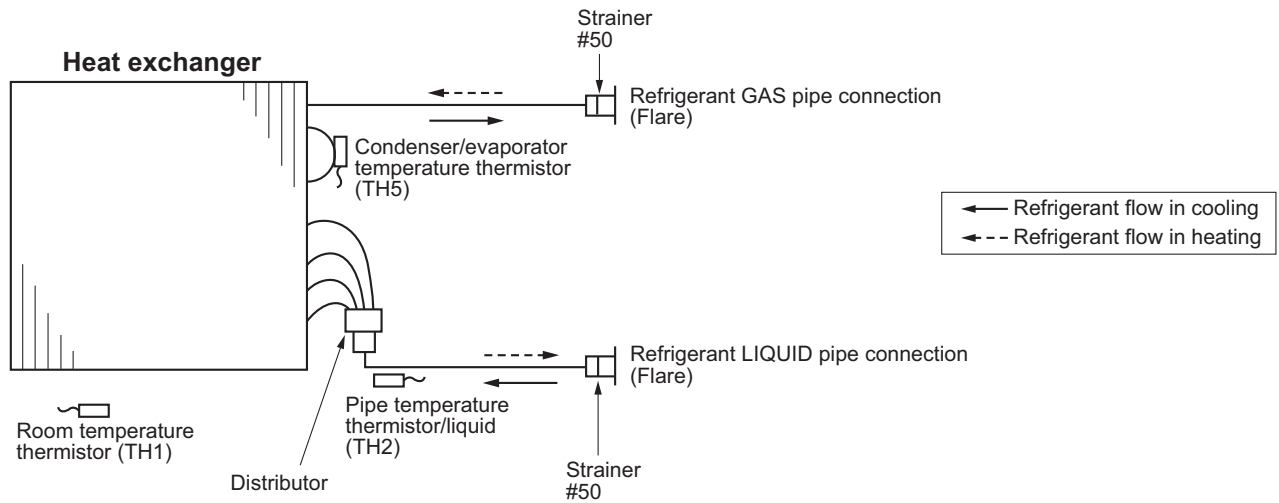 Strainer
#50
Heat exchanger
Refrigerant GAS pipe connection
(Flare)
Condenser/evaporator
temperature thermistor
(TH5)
Refrigerant flow in cooling
Refrigerant flow in heating
Refrigerant LIQUID pipe connection
(Flare)
Pipe temperature
thermistor/liquid
(TH2)
Room temperature
thermistor (TH1)
Distributor
Strainer
#50